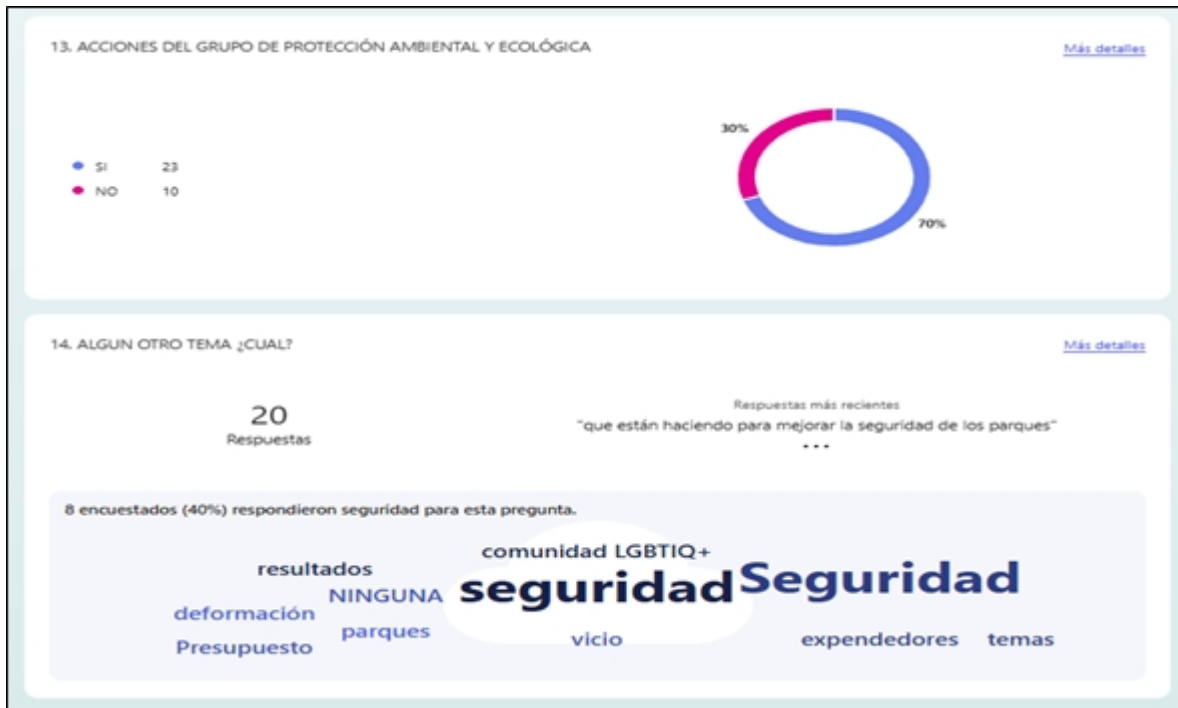 13. ACCIONES DEL GRUPO DE PROTECCIÓN AMBIENTAL Y ECOLÓGICA
Más detalles
30%
SI 23
NO 10
70%
14. ALGUN OTRO TEMA ¿CUAL?
Más detalles
20
Respuestas
Respuestas más recientes
"que están haciendo para mejorar la seguridad de los parques"
...
8 encuestados (40%) respondieron seguridad para esta pregunta.
comunidad LGBTIQ+
resultados
seguridad Seguridad
NINGUNA
deformación
parques
Presupuesto
vicio
expendedores temas